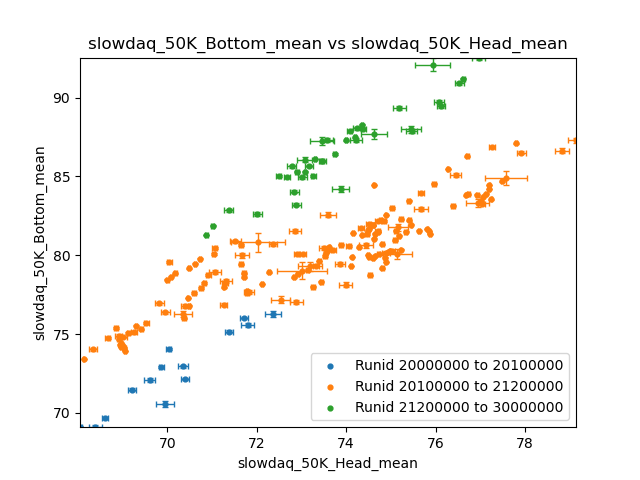 slowdaq_50K_Bottom_mean vs slowdaq_50K_Head_mean
slowdaq_50K_Bottom_mean
90
85
80
75
70
70 72 74 76 78
slowdaq_50K_Head_mean
Runid 20000000 to 20100000
Runid 20100000 to 21200000
Runid 21200000 to 30000000